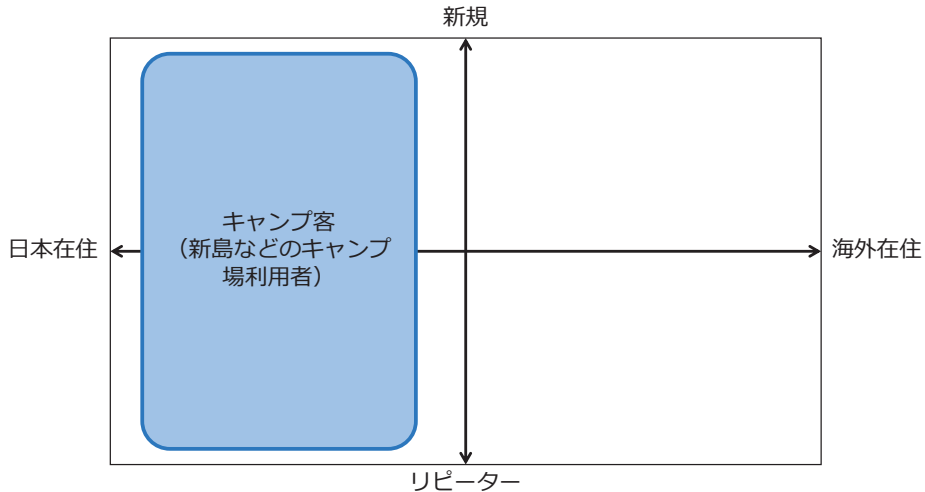 新規
キャンプ客
（新島などのキャンプ
場利用者）
日本在住
海外在住
リピーター